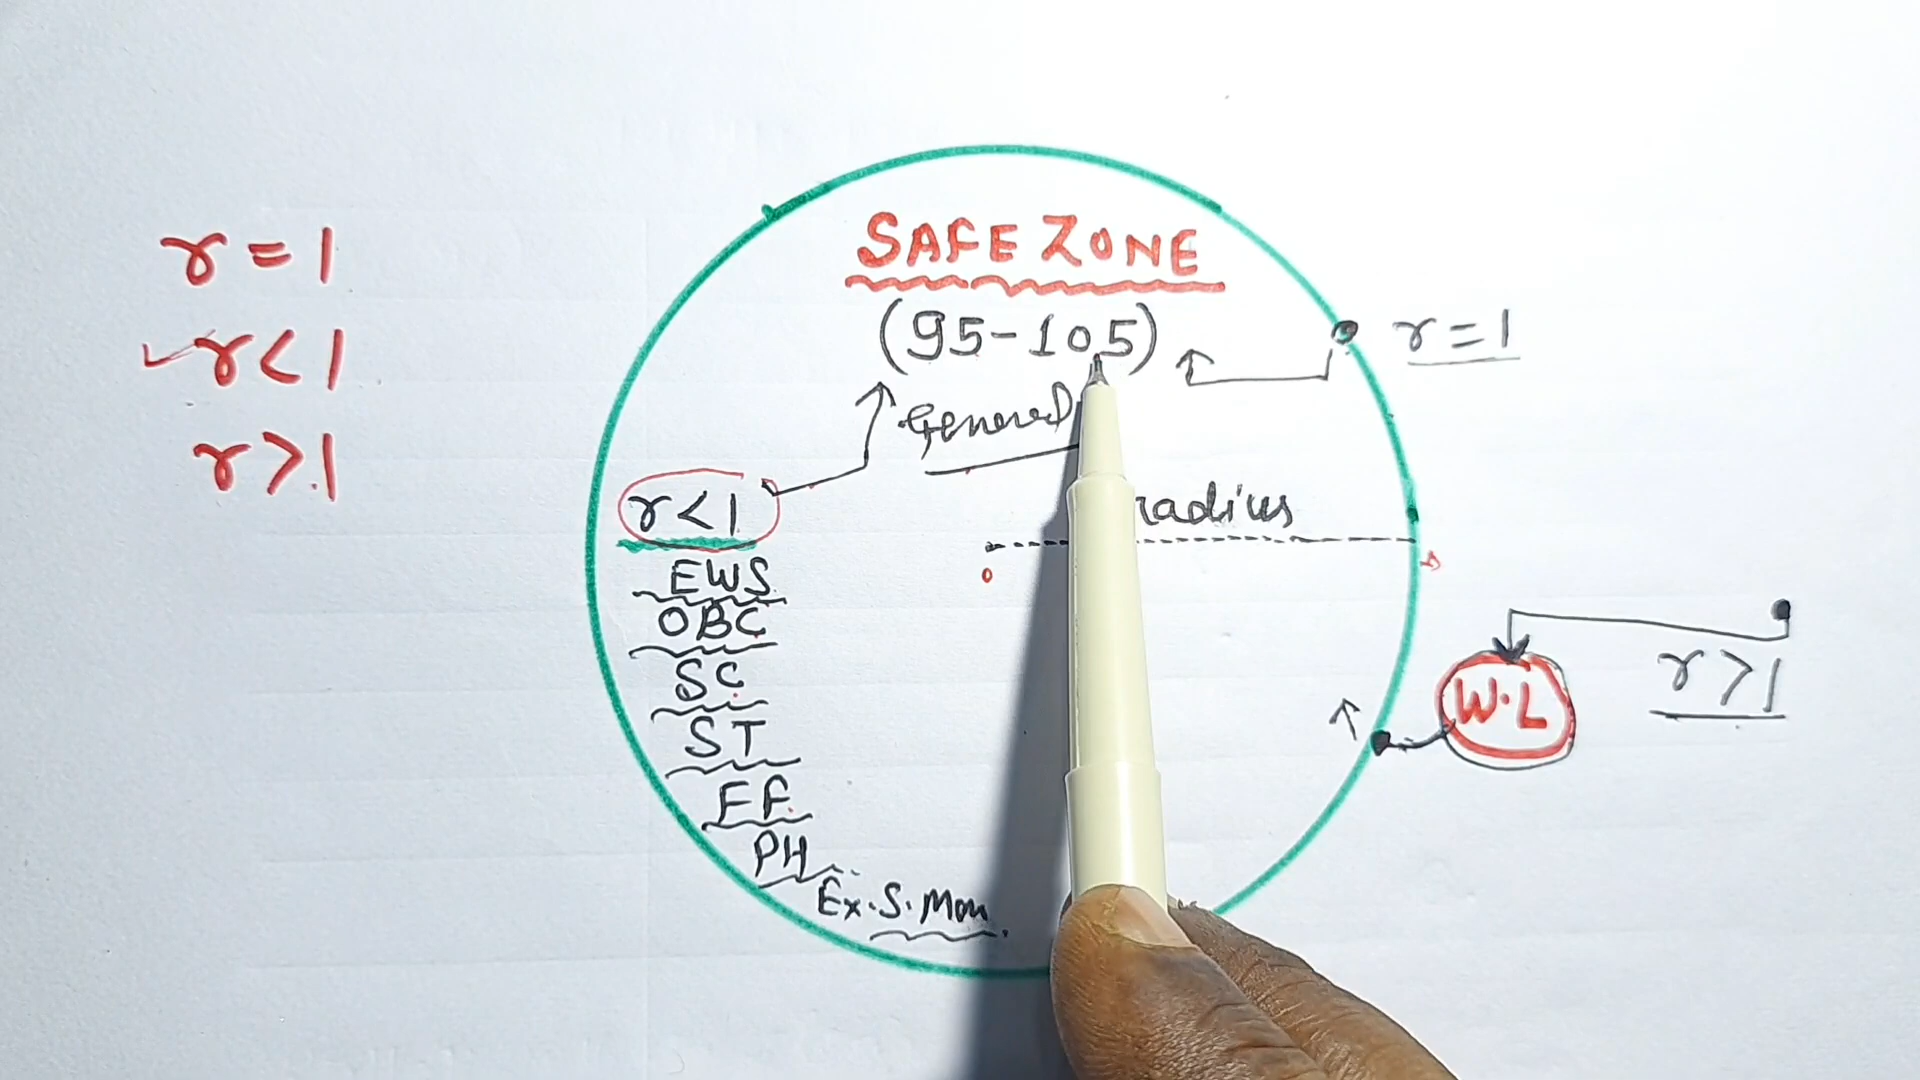 r = 1
r < 1
r > 1
SAFE ZONE
(95-105)
General
r = 1
r < 1
radius
o
EWS
OBC
SC
ST
FF
PH
Ex. S. Man
W.L
r > 1